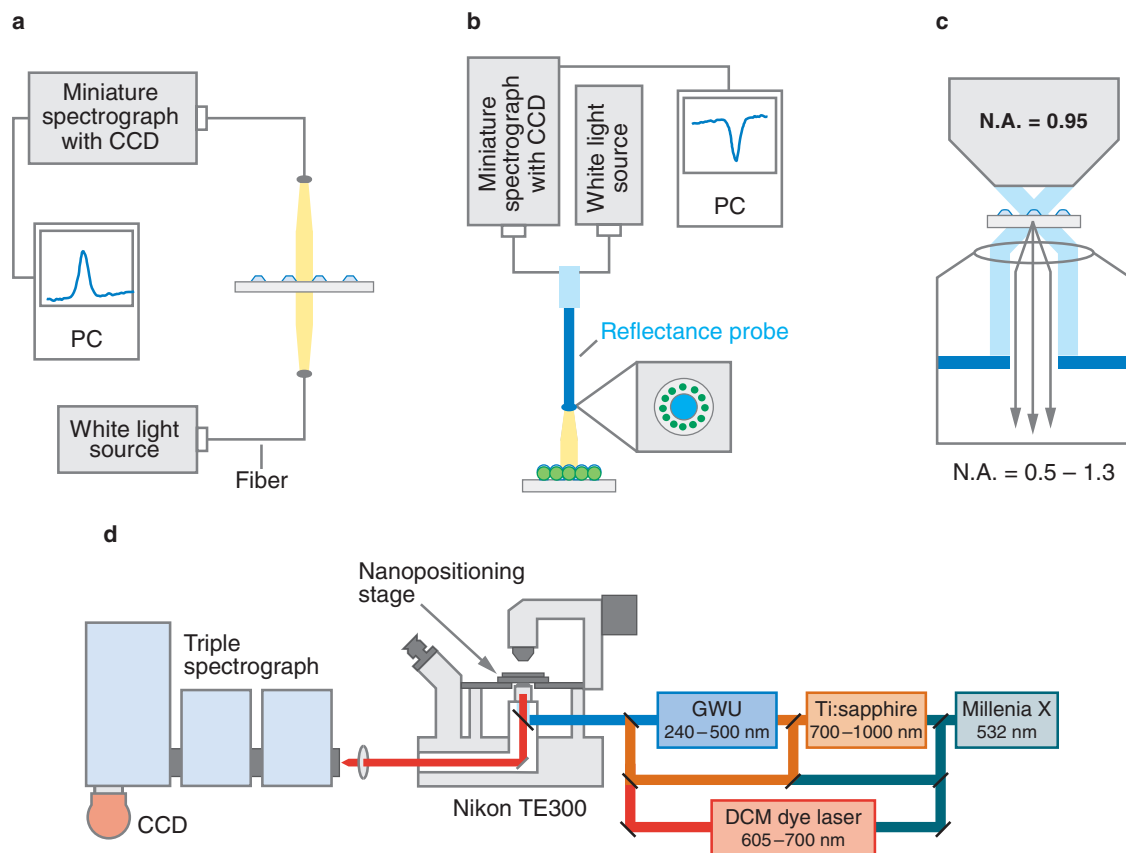 a
Miniature
spectrograph
with CCD
PC
White light
source
Fiber
b
Miniature
spectrograph
with CCD
White light
source
PC
Reflectance probe
c
N.A. = 0.95
N.A. = 0.5 – 1.3
d
Nanopositioning
stage
Triple
spectrograph
CCD
Nikon TE300
GWU
240–500 nm
Ti:sapphire
700–1000 nm
Millenia X
532 nm
DCM dye laser
605–700 nm